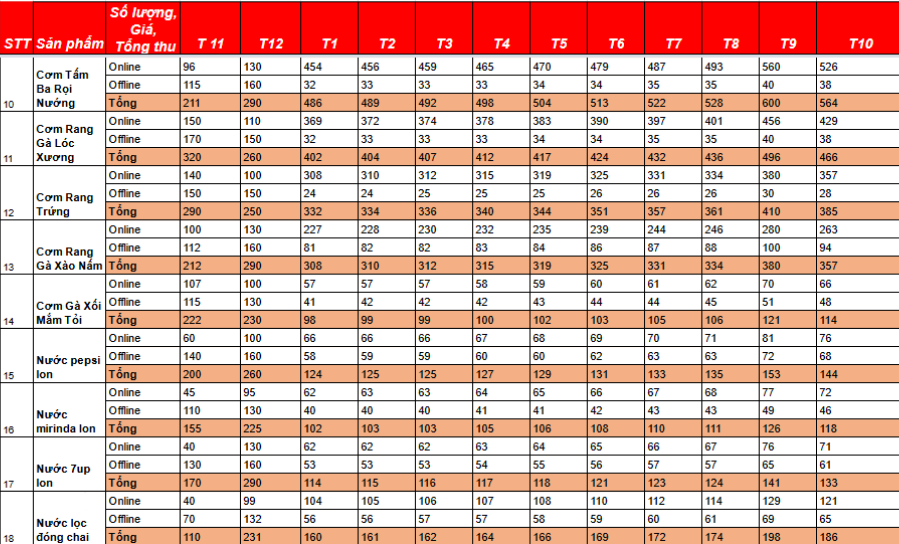 STT Sản phẩm Số lượng, Giá, Tổng thu T 11 T12 T1 T2 T3 T4 T5 T6 T7 T8 T9 T10
10 Cơm Tấm Ba Rọi Nướng Online 96 130 454 456 459 465 470 479 487 493 560 526
Offline 115 160 32 33 33 34 34 34 35 35 40 38
Tổng 211 290 486 489 492 498 504 513 522 528 600 564
11 Cơm Rang Gà Lóc Xương Online 150 110 369 372 374 378 383 390 397 401 456 429
Offline 170 150 32 33 33 34 34 34 35 35 40 38
Tổng 320 260 402 404 407 412 417 424 432 436 496 466
12 Cơm Rang Trứng Online 140 100 308 310 312 315 319 325 331 334 380 357
Offline 150 150 24 24 25 25 25 26 26 26 30 28
Tổng 290 250 332 334 336 340 344 351 357 361 410 385
13 Cơm Rang Gà Xào Nấm Online 100 130 227 228 230 232 235 239 244 246 280 263
Offline 112 160 81 82 82 83 84 86 87 88 100 94
Tổng 212 290 308 310 312 315 319 325 331 334 380 357
14 Cơm Gà Xối Mắm Tỏi Online 107 100 57 57 57 58 59 60 61 62 70 66
Offline 115 130 41 42 42 42 43 44 44 45 51 48
Tổng 222 230 98 99 99 100 102 103 105 106 121 114
15 Nước pepsi lon Online 60 100 66 66 66 67 68 69 70 71 81 76
Offline 140 160 58 59 59 60 60 62 63 63 72 68
Tổng 200 260 124 125 125 127 129 131 133 135 153 144
16 Nước mirinda lon Online 45 95 62 63 63 64 65 66 67 68 77 72
Offline 110 130 40 40 40 41 41 42 43 43 49 46
Tổng 155 225 102 103 103 105 106 108 110 111 126 118
17 Nước 7up lon Online 40 130 62 62 62 63 64 65 66 67 76 71
Offline 130 160 53 53 53 54 55 56 57 57 65 61
Tổng 170 290 114 115 116 117 118 121 123 124 141 133
18 Nước lọc đóng chai Online 40 99 104 105 106 107 108 110 112 114 129 121
Offline 70 132 56 56 57 57 58 59 60 61 69 65
Tổng 110 231 160 161 162 164 166 169 172 174 198 186